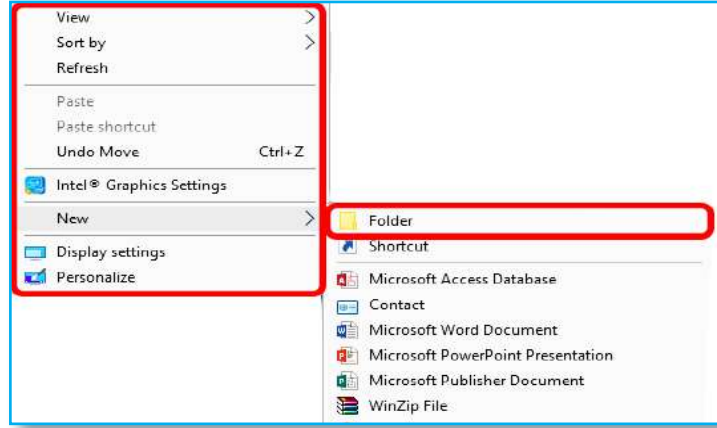 View
Sort by
Refresh
Paste
Paste shortcut
Undo Move Ctrl+Z
Intel® Graphics Settings
New
Display settings
Personalize
Folder
Shortcut
Microsoft Access Database
Contact
Microsoft Word Document
Microsoft PowerPoint Presentation
Microsoft Publisher Document
WinZip File